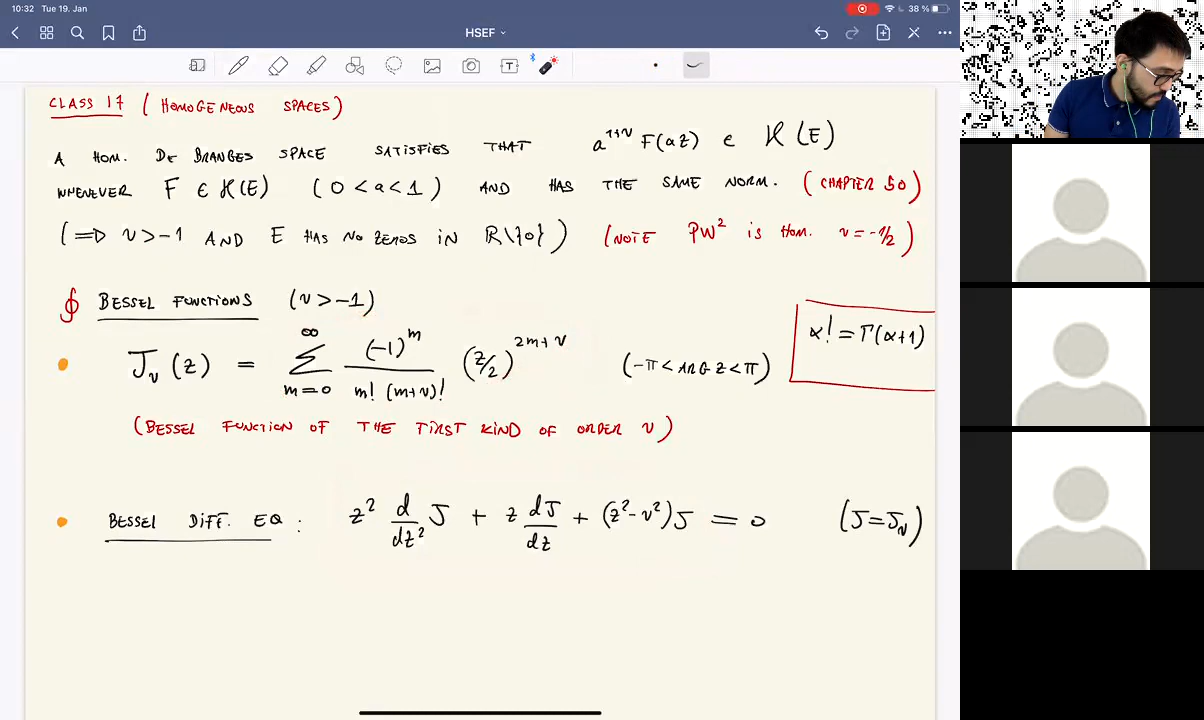 10:32 Tue 19. Jan
38 %
HSEF
CLASS 17 (HOMOGENEOUS SPACES)
A HOM. DE BRANGES SPACE SATISFIES THAT a^{1+ν} F(az) ∈ H(E)
WHENEVER F ∈ H(E) (0 < a < 1) AND HAS THE SAME NORM. (CHAPTER 50)
(⟹ ν > -1 AND E HAS NO ZEROS IN R\{0}) (NOTE PW² IS HOM. ν = -1/2)
∮ BESSEL FUNCTIONS (ν > -1)
• J_ν(z) = ∑_{m=0}^{∞} (-1)^m / (m! (m+ν)!) (z/2)^{2m+ν} (-π < ARG z < π)
α! = Γ(α+1)
(BESSEL FUNCTION OF THE FIRST KIND OF ORDER ν)
• BESSEL DIFF. EQ: z² d/dz² J + z dJ/dz + (z² - ν²) J = 0 (J = J_ν)